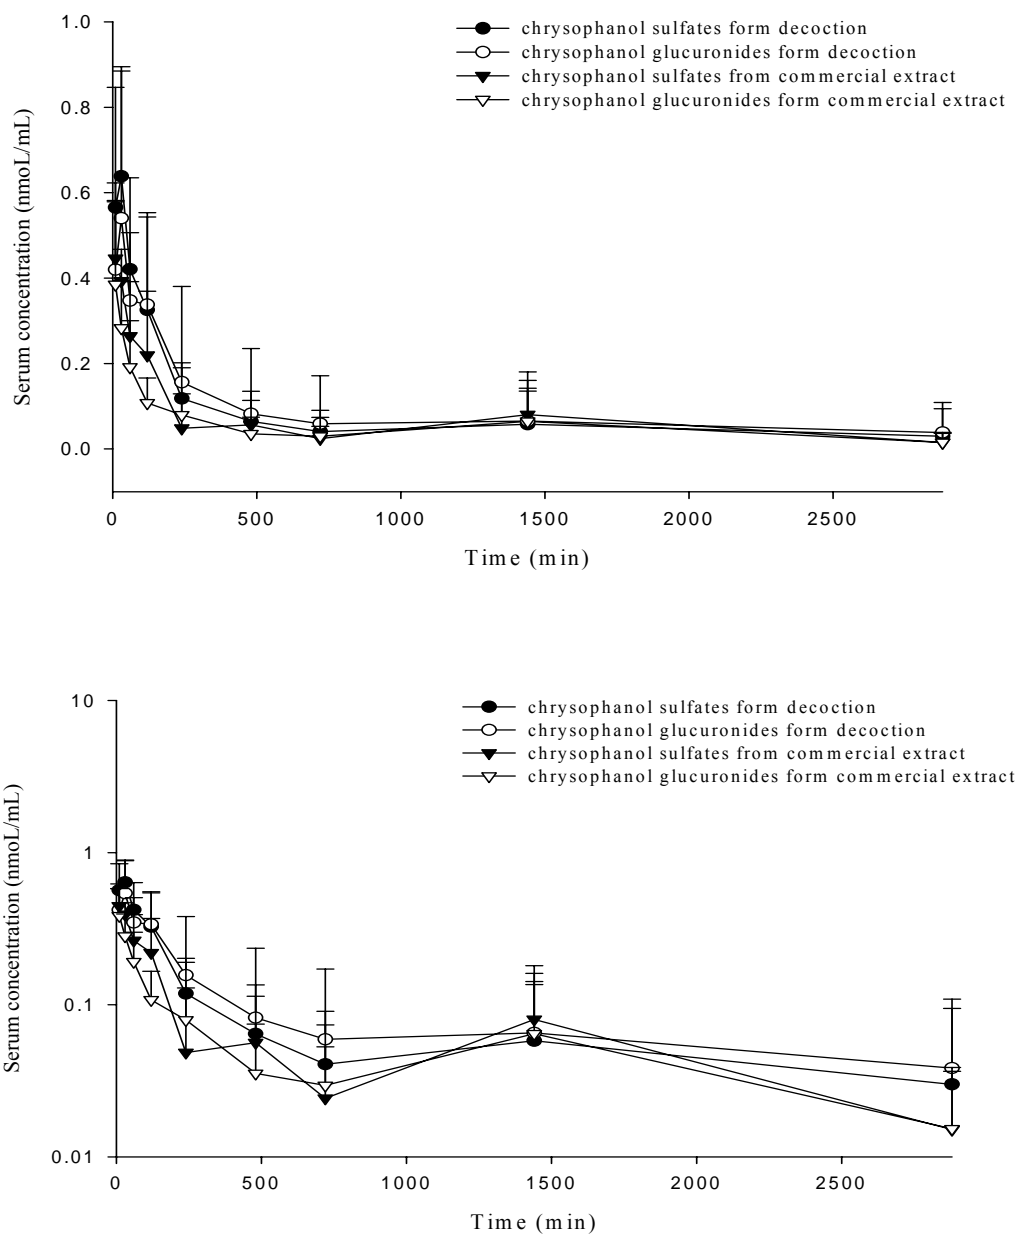 1.0
chrysophanol sulfates form decoction
chrysophanol glucuronides form decoction
chrysophanol sulfates from commercial extract
chrysophanol glucuronides form commercial extract
0.8
0.6
0.4
0.2
0.0
Serum concentration (nmoL/mL)
0 500 1000 1500 2000 2500
Time (min)
10
chrysophanol sulfates form decoction
chrysophanol glucuronides form decoction
chrysophanol sulfates from commercial extract
chrysophanol glucuronides form commercial extract
1
0.1
0.01
Serum concentration (nmoL/mL)
0 500 1000 1500 2000 2500
Time (min)